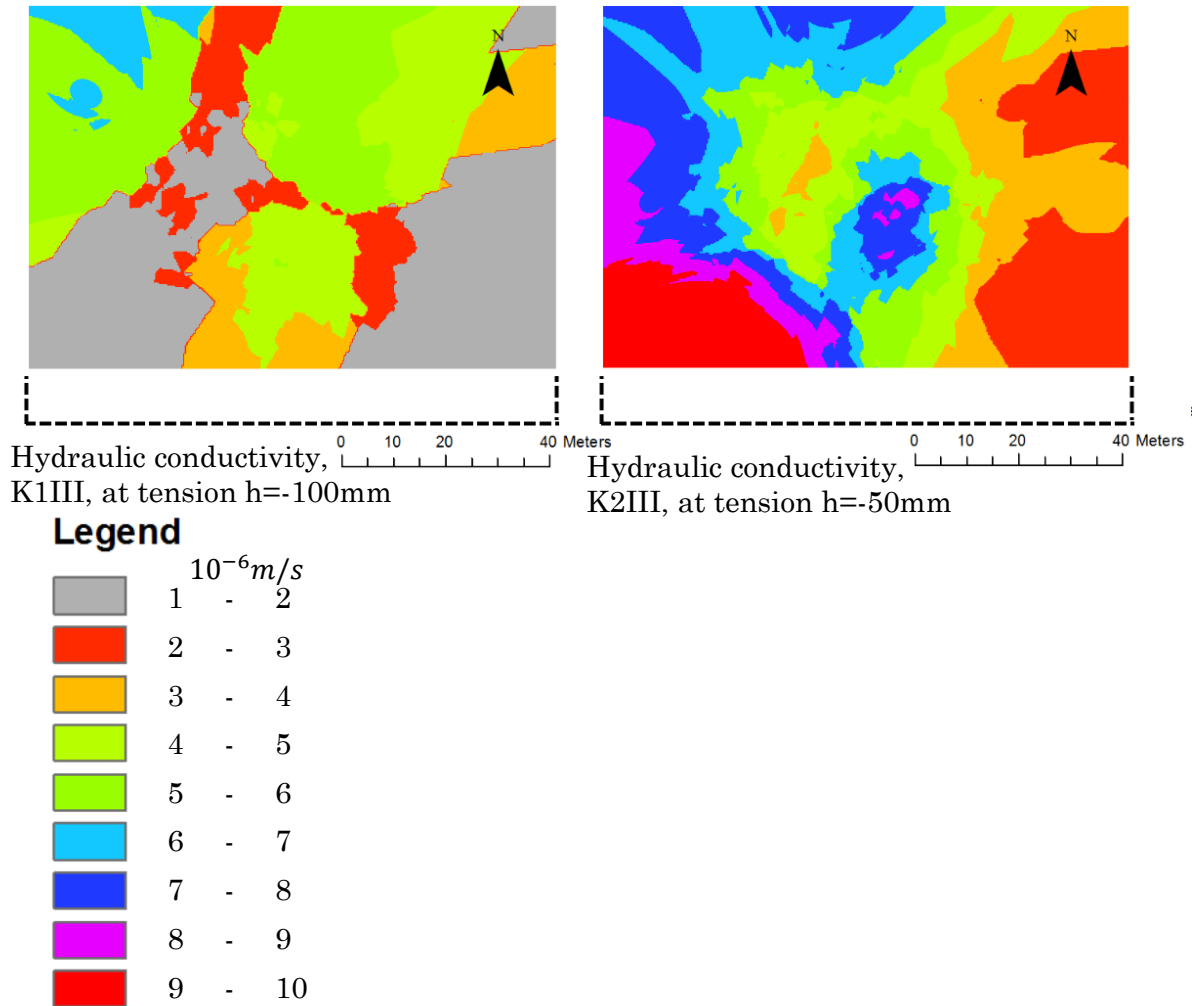 N
N
0 10 20 40 Meters
Hydraulic conductivity,
K1III, at tension h=-100mm
0 10 20 40 Meters
Hydraulic conductivity,
K2III, at tension h=-50mm
Legend
10⁻⁶m/s
1 - 2
2 - 3
3 - 4
4 - 5
5 - 6
6 - 7
7 - 8
8 - 9
9 - 10